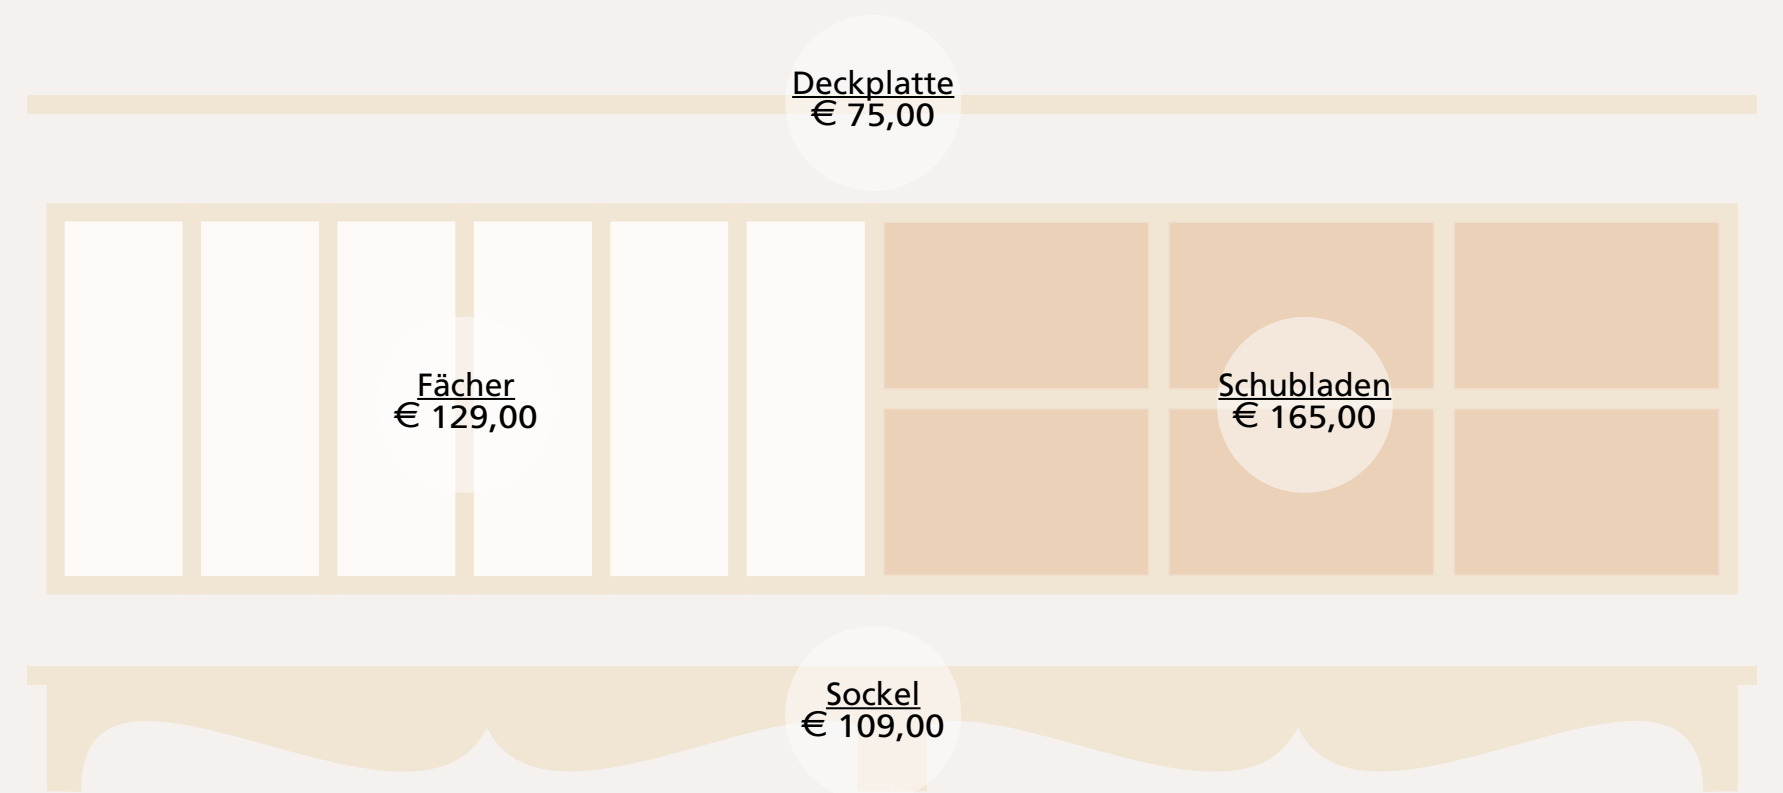 Deckplatte
€ 75,00
Fächer
€ 129,00
Schubladen
€ 165,00
Sockel
€ 109,00